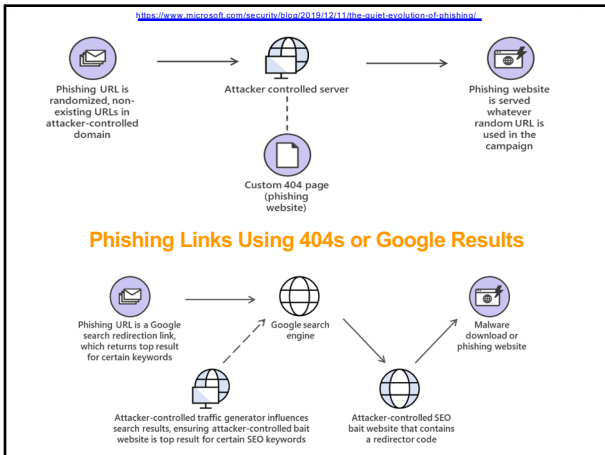 https://www.microsoft.com/security/blog/2019/12/11/the-quiet-evolution-of-phishing/
Phishing URL is
randomized, non-
existing URLs in
attacker-controlled
domain
Attacker controlled server
Phishing website
is served
whatever
random URL is
used in the
campaign
Custom 404 page
(phishing
website)
Phishing Links Using 404s or Google Results
Phishing URL is a Google
search redirection link,
which returns top result
for certain keywords
Google search
engine
Malware
download or
phishing website
Attacker-controlled traffic generator influences
search results, ensuring attacker-controlled bait
website is top result for certain SEO keywords
Attacker-controlled SEO
bait website that contains
a redirector code